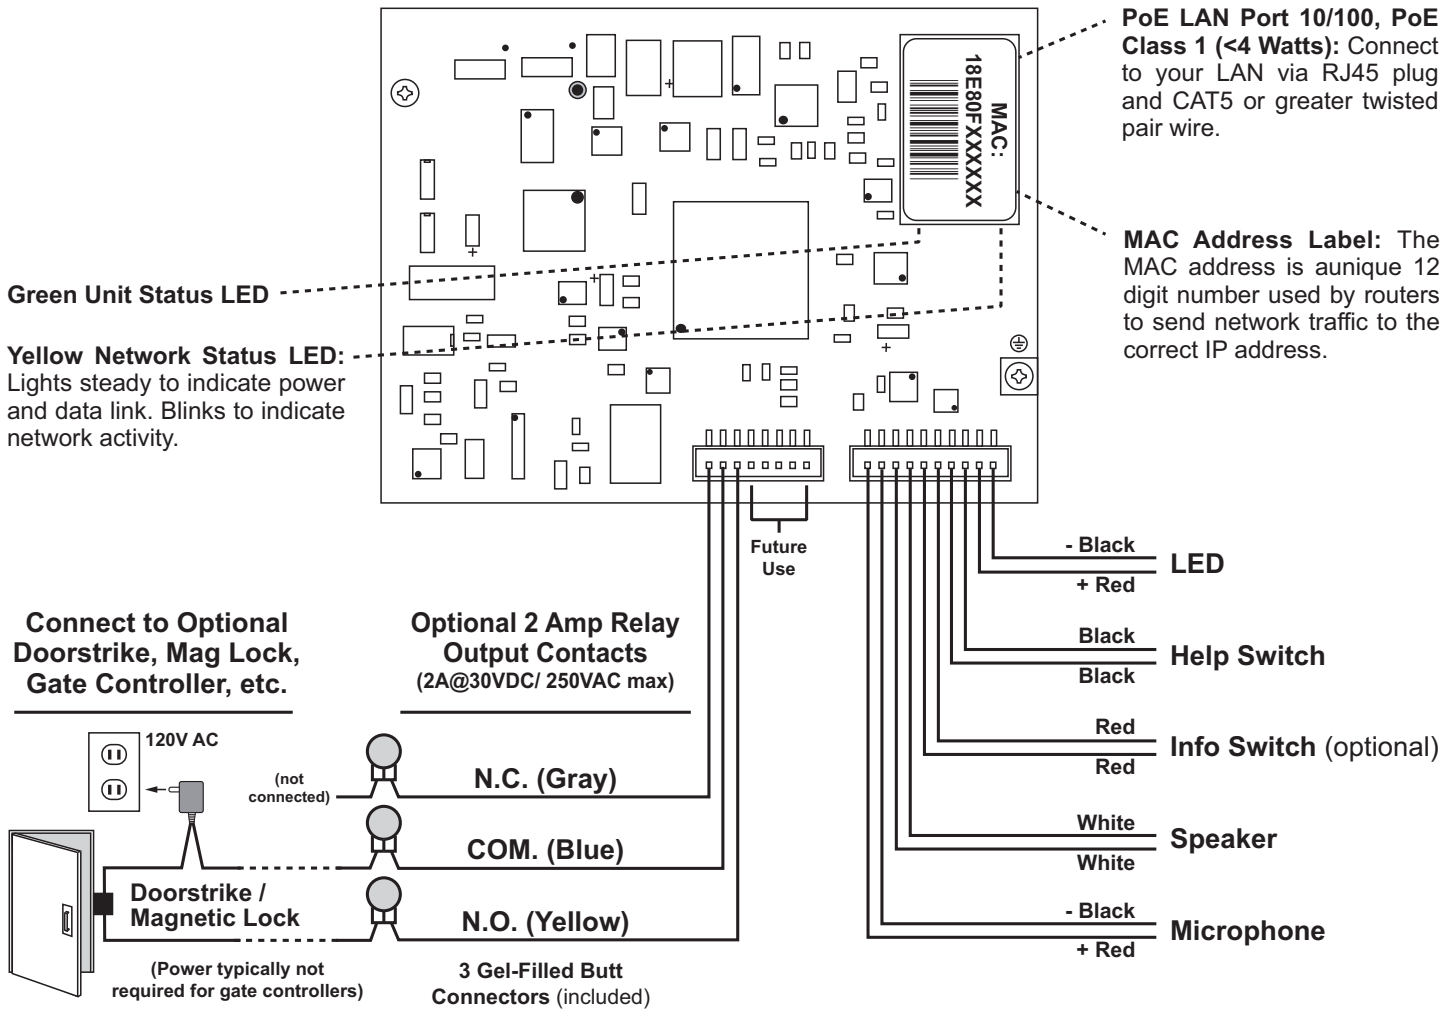 PoE LAN Port 10/100, PoE
Class 1 (<4 Watts): Connect
to your LAN via RJ45 plug
and CAT5 or greater twisted
pair wire.
MAC:
18E80FXXXXXX
MAC Address Label: The
MAC address is aunique 12
digit number used by routers
to send network traffic to the
correct IP address.
Green Unit Status LED
Yellow Network Status LED:
Lights steady to indicate power
and data link. Blinks to indicate
network activity.
+
+
+
+
Future
Use
- Black
+ Red
LED
Black
Black
Help Switch
Red
Red
Info Switch (optional)
White
White
Speaker
- Black
+ Red
Microphone
Connect to Optional
Doorstrike, Mag Lock,
Gate Controller, etc.
Optional 2 Amp Relay
Output Contacts
(2A@30VDC/ 250VAC max)
120V AC
(not
connected)
N.C. (Gray)
COM. (Blue)
Doorstrike /
Magnetic Lock
N.O. (Yellow)
(Power typically not
required for gate controllers)
3 Gel-Filled Butt
Connectors (included)